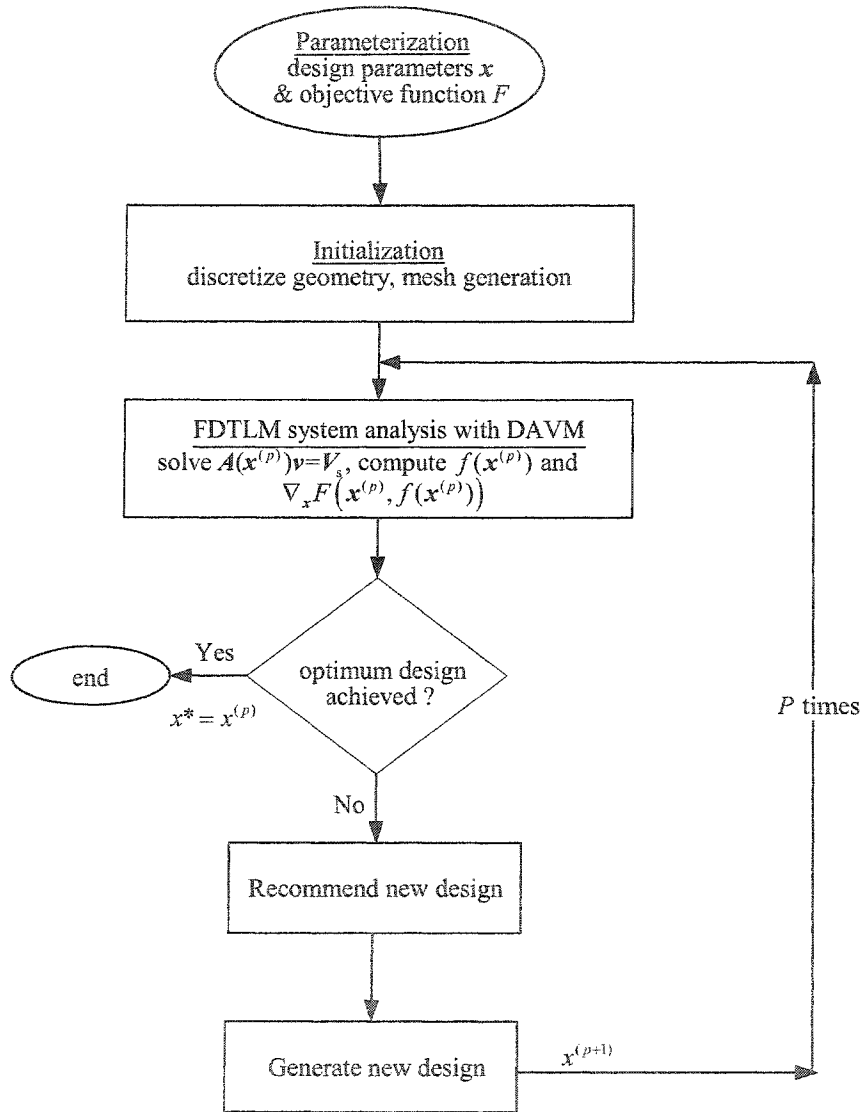 Parameterization
design parameters x
& objective function F
Initialization
discretize geometry, mesh generation
FDTLM system analysis with DAVM
solve A(x^(p))v=V_s, compute f(x^(p)) and
∇_x F(x^(p), f(x^(p)))
Yes
end
optimum design
achieved ?
x* = x^(p)
P times
No
Recommend new design
Generate new design
x^(p+1)